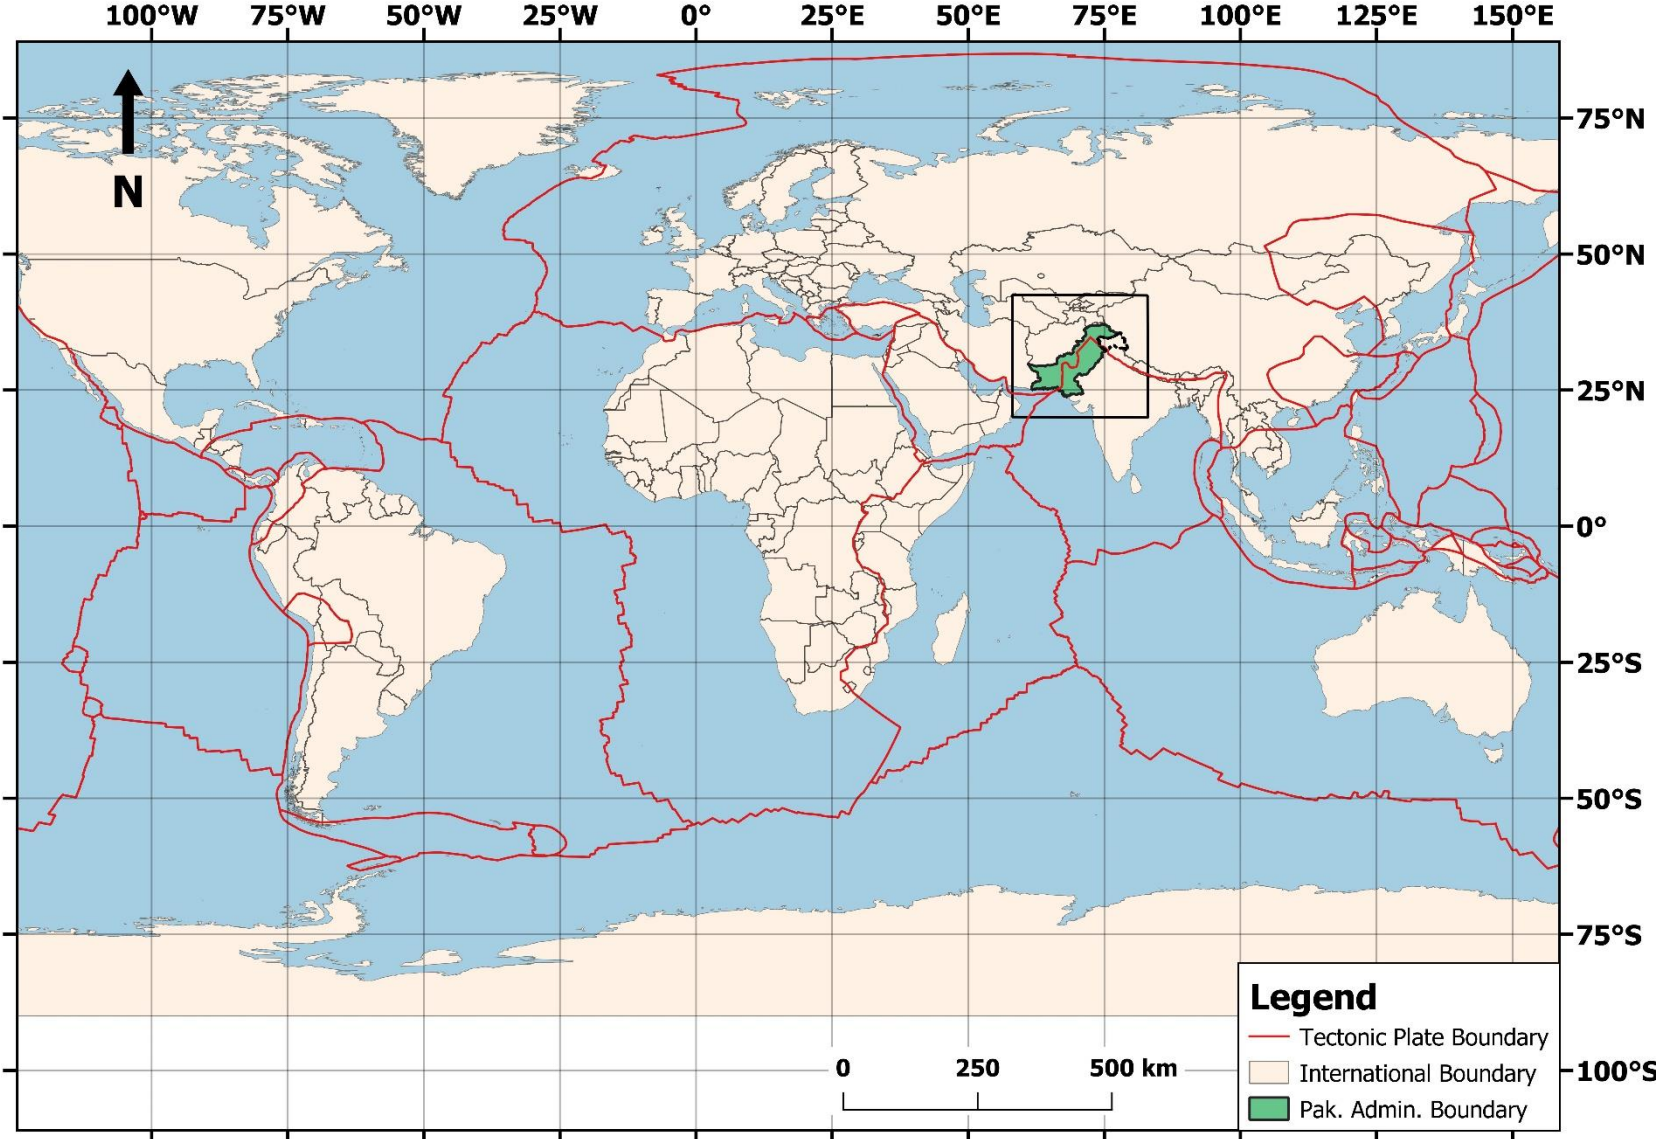 100°W 75°W 50°W 25°W 0° 25°E 50°E 75°E 100°E 125°E 150°E
N
75°N
50°N
25°N
0°
25°S
50°S
75°S
100°S
0 250 500 km
Legend
Tectonic Plate Boundary
International Boundary
Pak. Admin. Boundary